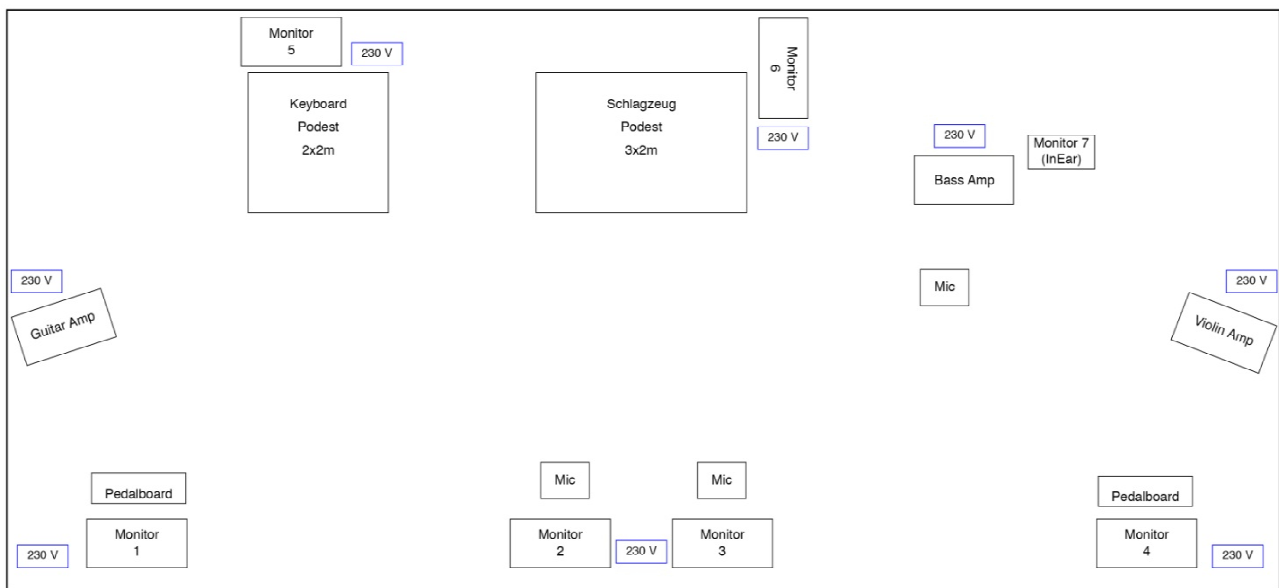 Monitor
5
230 V
Keyboard
Podest
2x2m
Schlagzeug
Podest
3x2m
Monitor
6
230 V
230 V
Bass Amp
Monitor 7
(InEar)
230 V
Guitar Amp
Mic
230 V
Violin Amp
Pedalboard
Monitor
1
230 V
Mic
Mic
Monitor
2
230 V
Monitor
3
Pedalboard
Monitor
4
230 V